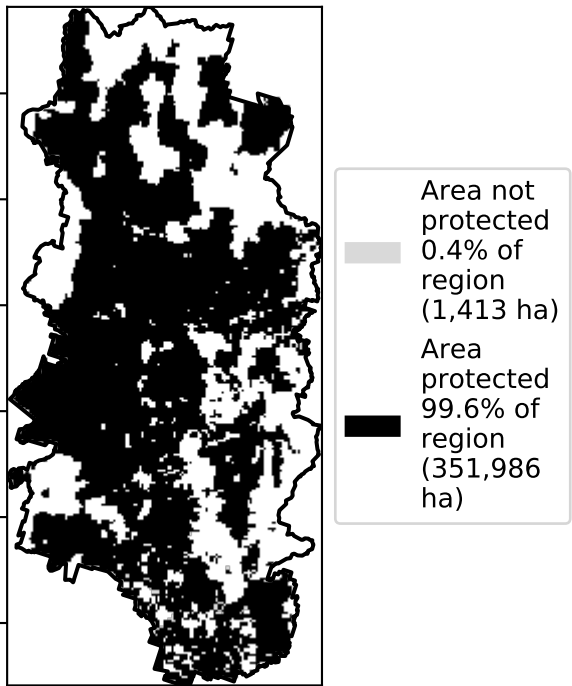 Area not
protected
0.4% of
region
(1,413 ha)
Area
protected
99.6% of
region
(351,986
ha)